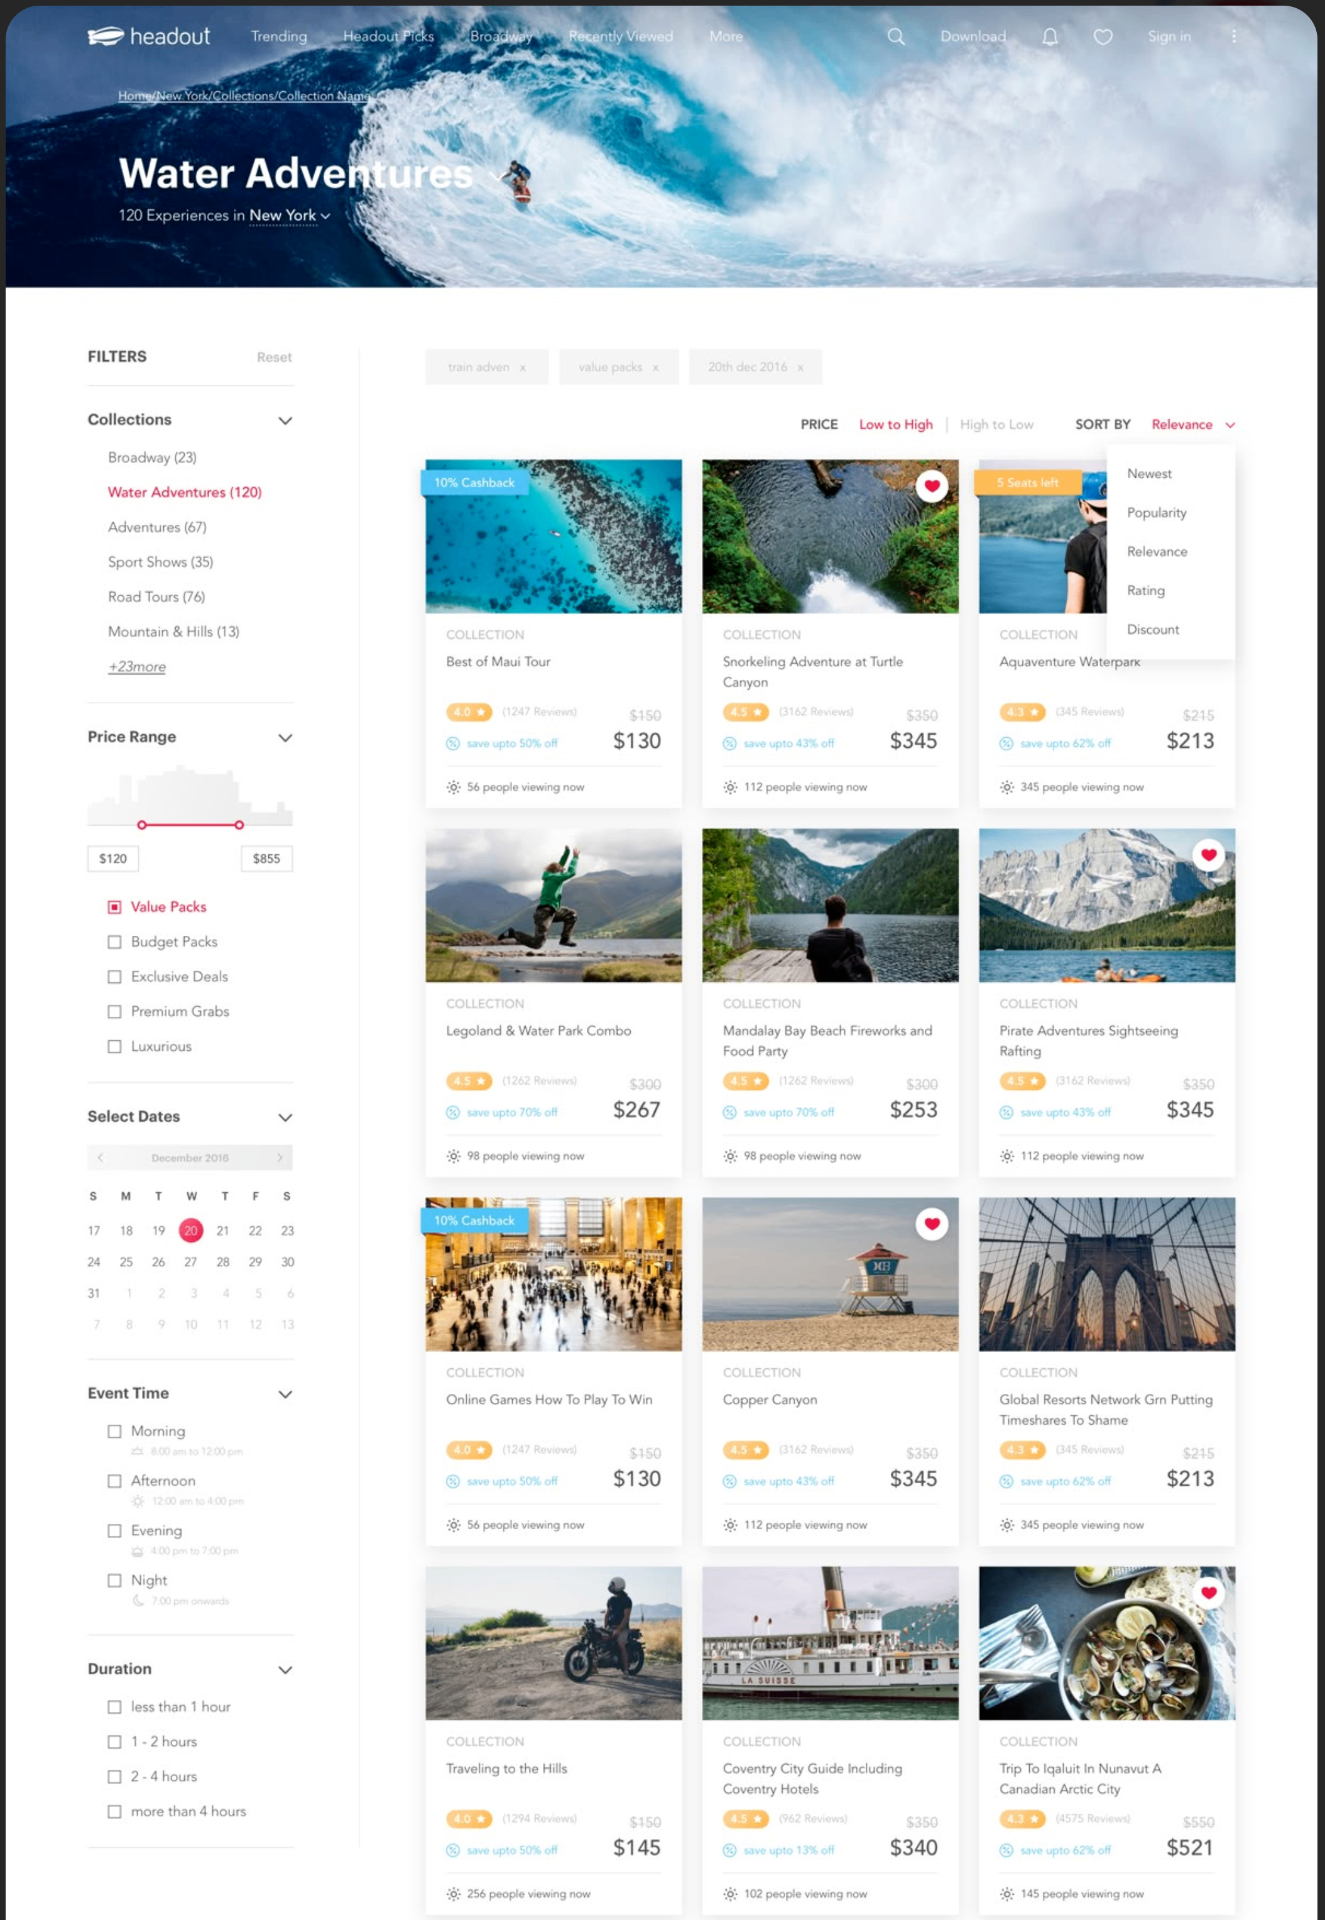 headout
Trending
Headout Picks
Broadway
Recently Viewed
More
Download
Sign in
Home/New York/Collections/Collection Name
Water Adventures
120 Experiences in New York
FILTERS
Reset
Collections
Broadway (23)
Water Adventures (120)
Adventures (67)
Sport Shows (35)
Road Tours (76)
Mountain & Hills (13)
+23more
Price Range
$120
$855
Value Packs
Budget Packs
Exclusive Deals
Premium Grabs
Luxurious
Select Dates
< December 2016 >
S M T W T F S
17 18 19 20 21 22 23
24 25 26 27 28 29 30
31 1 2 3 4 5 6
7 8 9 10 11 12 13
Event Time
Morning
8:00 am to 12:00 pm
Afternoon
12:00 am to 4:00 pm
Evening
4:00 pm to 7:00 pm
Night
7:00 pm onwards
Duration
less than 1 hour
1 - 2 hours
2 - 4 hours
more than 4 hours
train adven x
value packs x
20th dec 2016 x
PRICE Low to High | High to Low
SORT BY Relevance
Newest
Popularity
Relevance
Rating
Discount
10% Cashback
COLLECTION
Best of Maui Tour
4.0 ★ (1247 Reviews)
$150
save upto 50% off
$130
56 people viewing now
COLLECTION
Snorkeling Adventure at Turtle
Canyon
4.5 ★ (3162 Reviews)
$350
save upto 43% off
$345
112 people viewing now
5 Seats left
COLLECTION
Aquaventure Waterpark
4.3 ★ (345 Reviews)
$215
save upto 62% off
$213
345 people viewing now
COLLECTION
Legoland & Water Park Combo
4.5 ★ (1262 Reviews)
$300
save upto 70% off
$267
98 people viewing now
COLLECTION
Mandalay Bay Beach Fireworks and
Food Party
4.5 ★ (1262 Reviews)
$300
save upto 70% off
$253
98 people viewing now
COLLECTION
Pirate Adventures Sightseeing
Rafting
4.5 ★ (3162 Reviews)
$350
save upto 43% off
$345
112 people viewing now
10% Cashback
COLLECTION
Online Games How To Play To Win
4.0 ★ (1247 Reviews)
$150
save upto 50% off
$130
56 people viewing now
COLLECTION
Copper Canyon
4.5 ★ (3162 Reviews)
$350
save upto 43% off
$345
112 people viewing now
COLLECTION
Global Resorts Network Grn Putting
Timeshares To Shame
4.3 ★ (345 Reviews)
$215
save upto 62% off
$213
345 people viewing now
COLLECTION
Traveling to the Hills
4.0 ★ (1294 Reviews)
$150
save upto 50% off
$145
256 people viewing now
LA SUISSE
COLLECTION
Coventry City Guide Including
Coventry Hotels
4.5 ★ (962 Reviews)
$350
save upto 13% off
$340
102 people viewing now
COLLECTION
Trip To Iqaluit In Nunavut A
Canadian Arctic City
4.3 ★ (4575 Reviews)
$550
save upto 62% off
$521
145 people viewing now